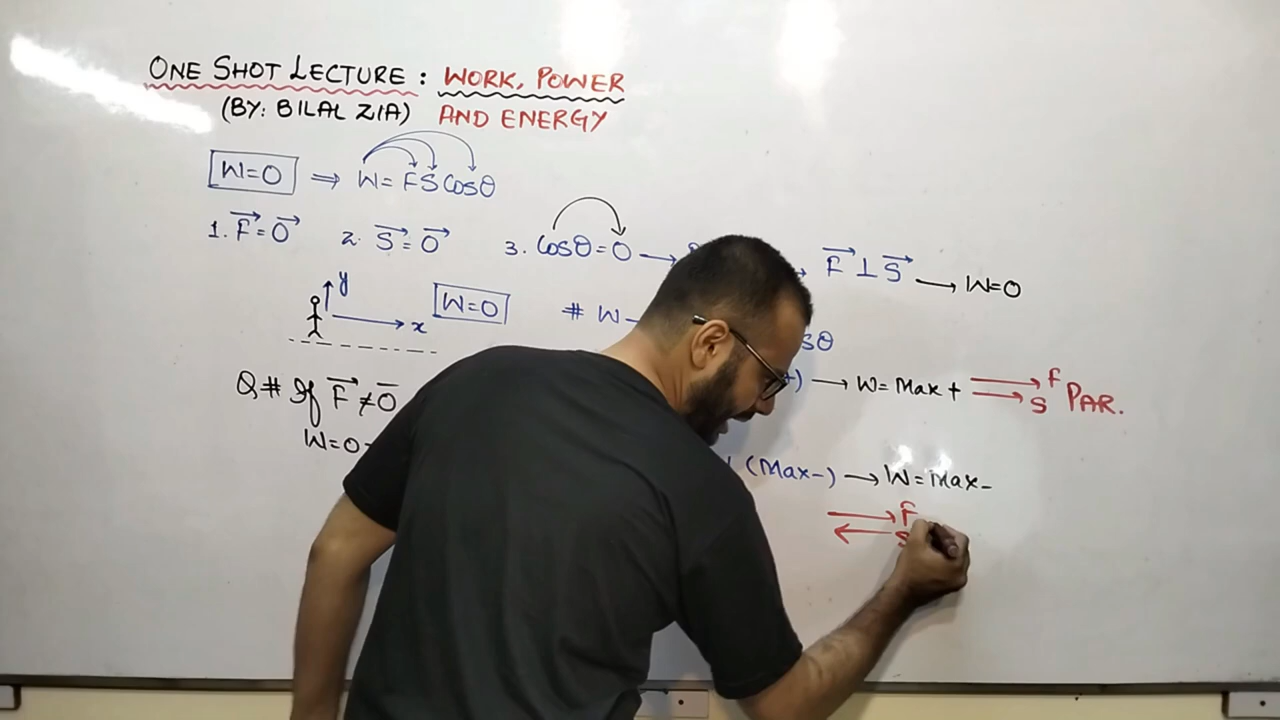 ONE SHOT LECTURE : WORK, POWER
(BY: BILAL ZIA) AND ENERGY
W=0 ⇒ W= FS Cosθ
1. F⃗=0⃗ 2. S⃗=0⃗ 3. Cosθ=0 → F⃗ ⊥ S⃗ → W=0
y
W=0 # W
x
sθ
Q# If F⃗≠0⃗ +) → W= Max + F
S PAR.
W=0
(Max-) → W=Max-
F
S